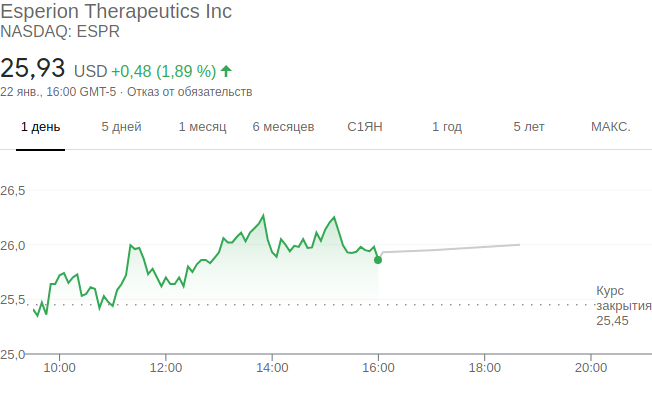 Esperion Therapeutics Inc
NASDAQ: ESPR
25,93 USD +0,48 (1,89 %)
22 янв., 16:00 GMT-5 · Отказ от обязательств
1 день 5 дней 1 месяц 6 месяцев С1ЯН 1 год 5 лет МАКС.
26,5
26,0
25,5
Курс
закрытия
25,45
25,0
10:00 12:00 14:00 16:00 18:00 20:00